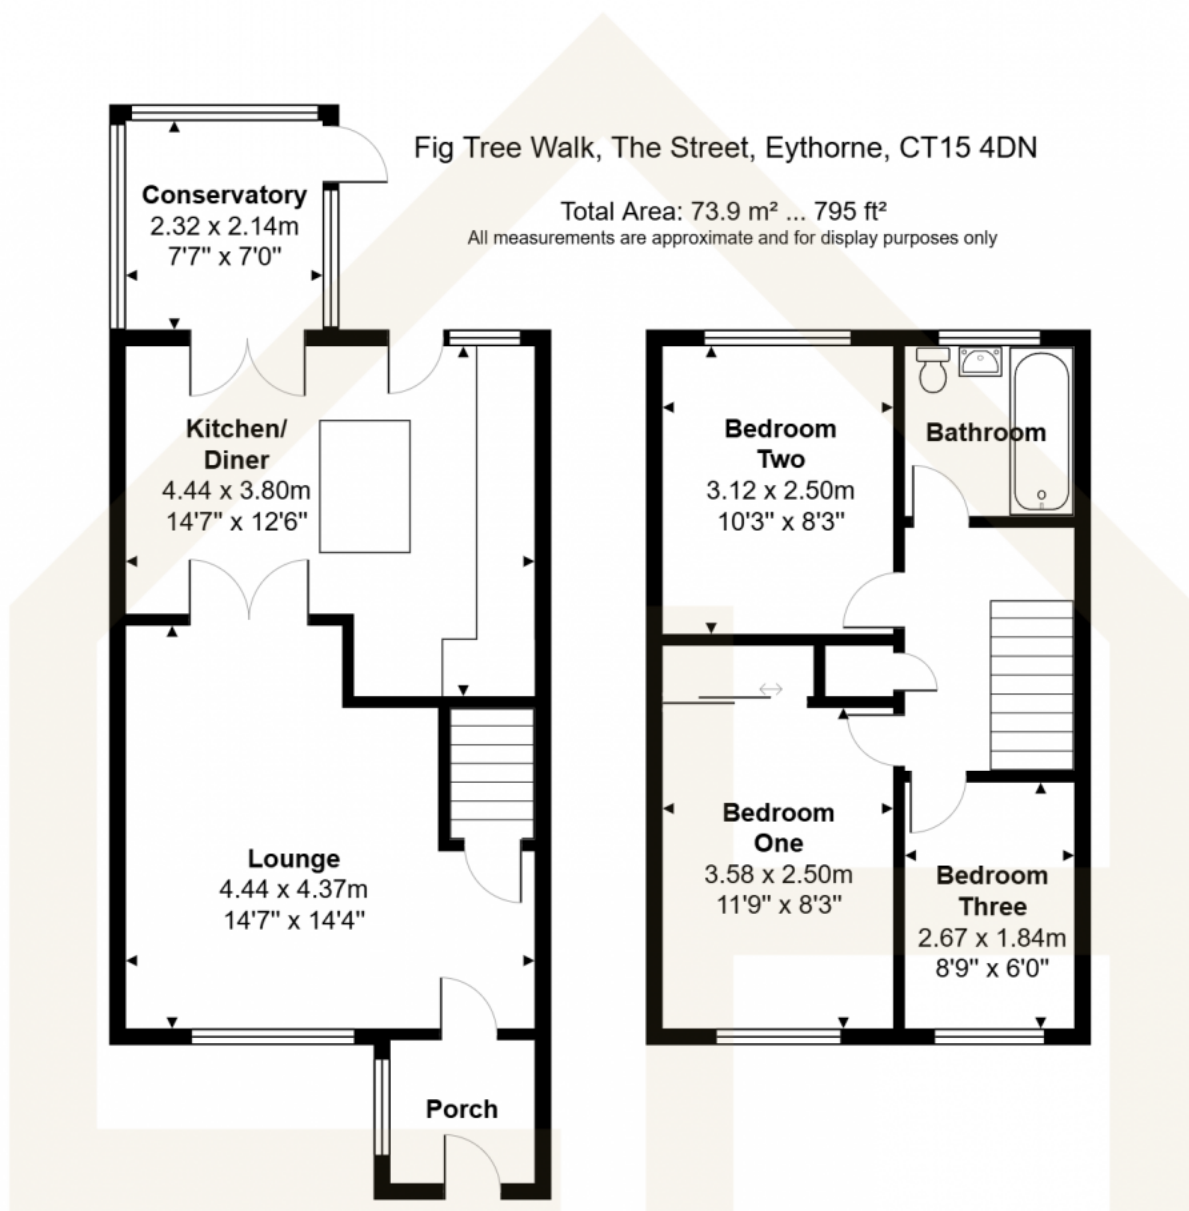 Fig Tree Walk, The Street, Eythorne, CT15 4DN
Total Area: 73.9 m² ... 795 ft²
All measurements are approximate and for display purposes only
Conservatory
2.32 x 2.14m
7'7" x 7'0"
Kitchen/
Diner
4.44 x 3.80m
14'7" x 12'6"
Lounge
4.44 x 4.37m
14'7" x 14'4"
Porch
Bedroom
Two
3.12 x 2.50m
10'3" x 8'3"
Bathroom
Bedroom
One
3.58 x 2.50m
11'9" x 8'3"
Bedroom
Three
2.67 x 1.84m
8'9" x 6'0"